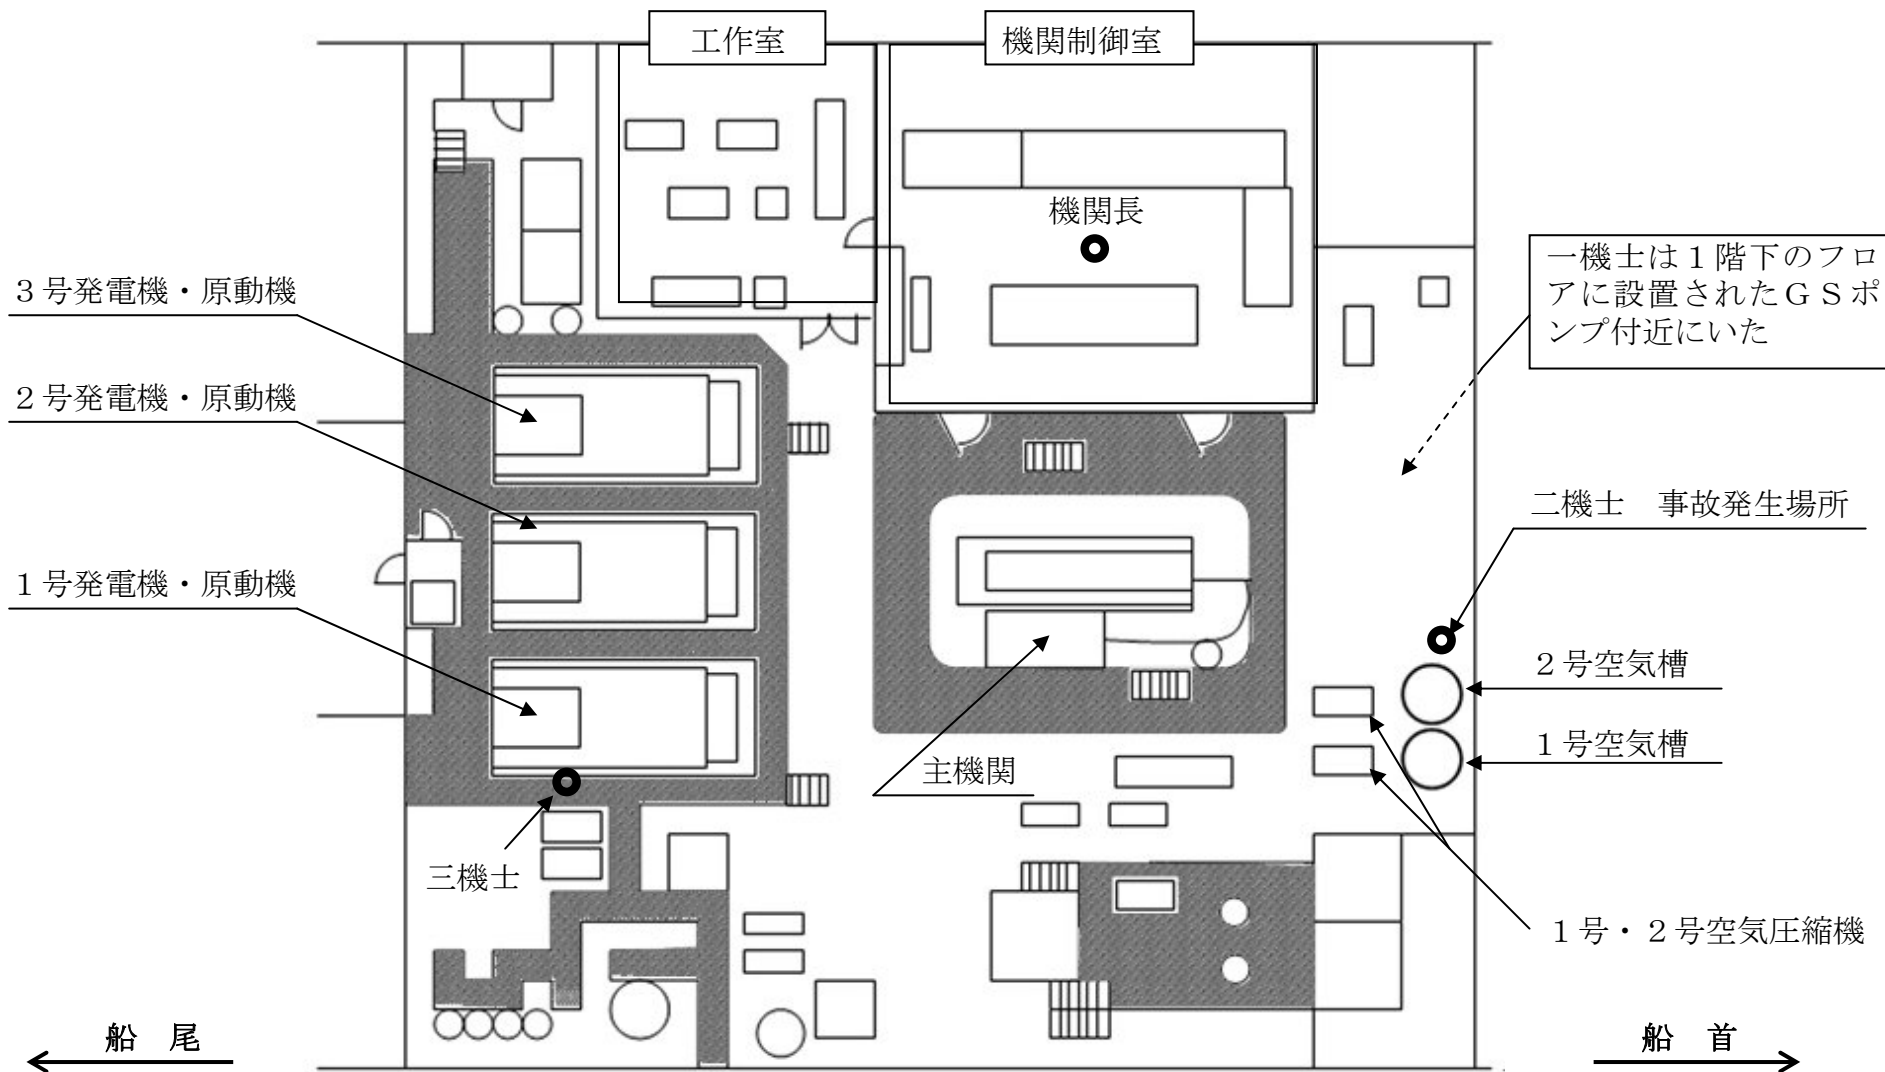 工作室
機関制御室
機関長
一機士は１階下のフロ
アに設置されたＧＳポ
ンプ付近にいた
３号発電機・原動機
２号発電機・原動機
二機士　事故発生場所
１号発電機・原動機
２号空気槽
１号空気槽
主機関
三機士
１号・２号空気圧縮機
船　尾
船　首